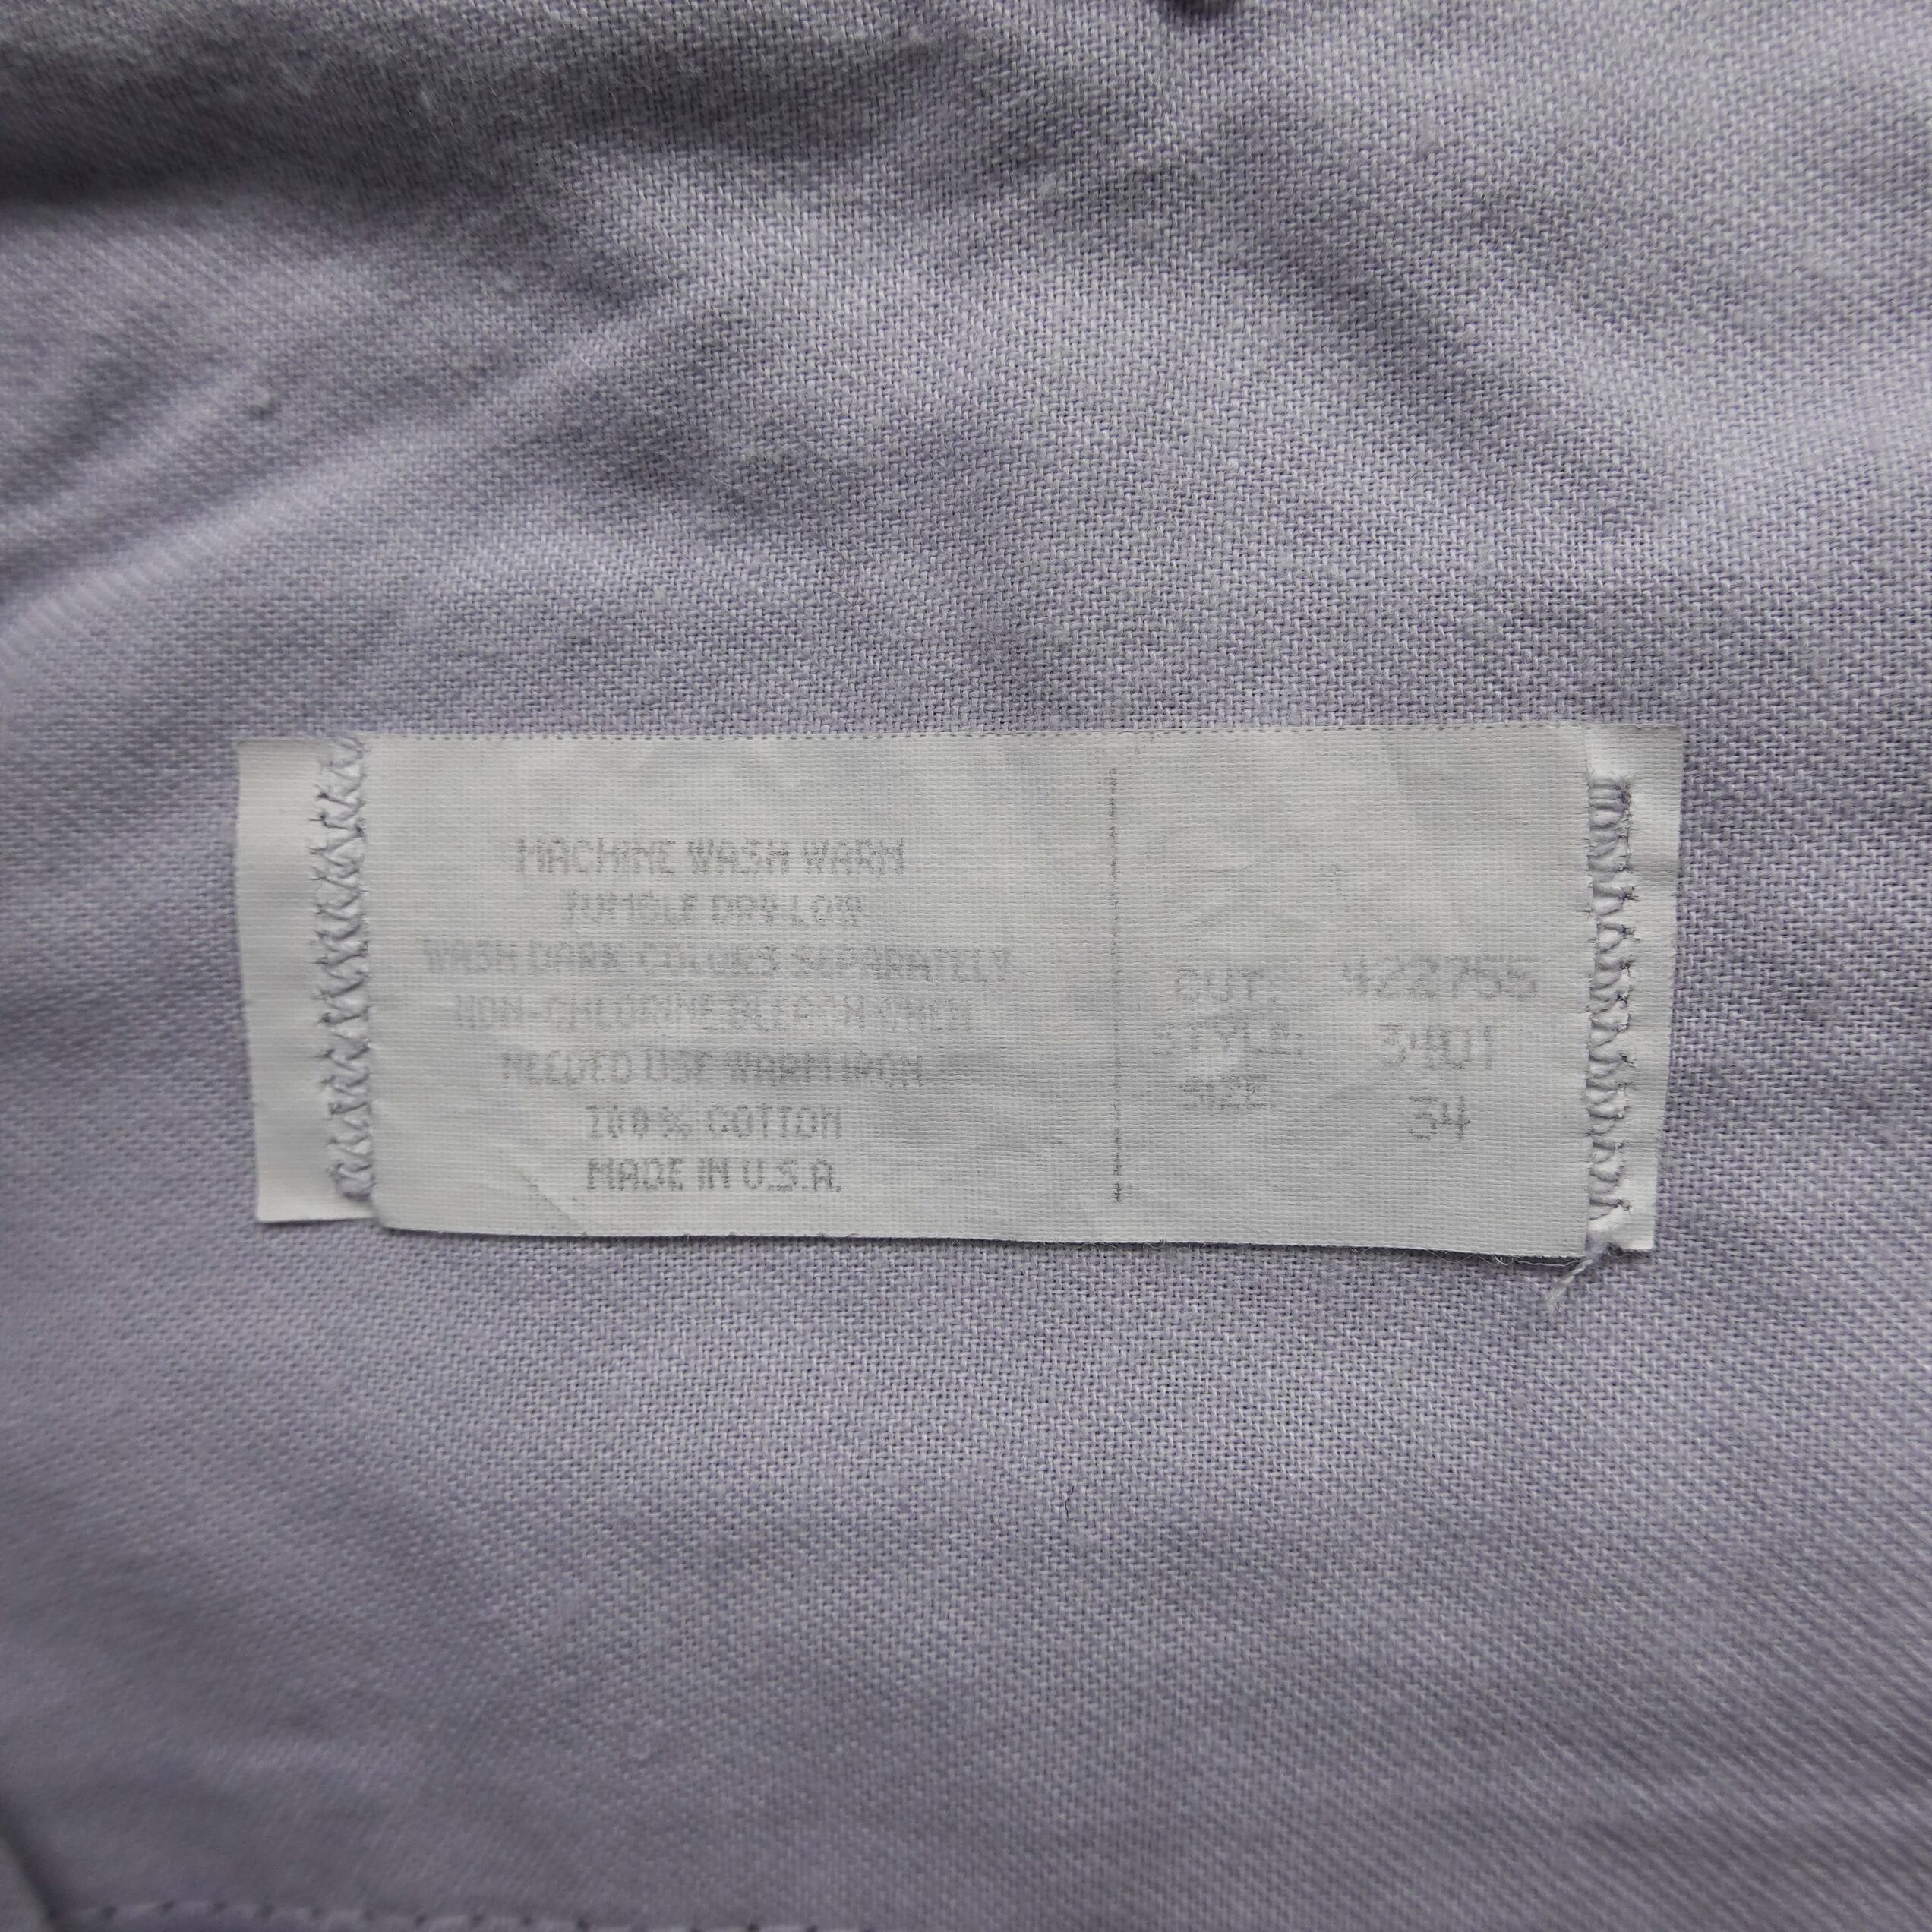 MACHINE WASH WARM
TUMBLE DRY LOW
WASH DARK COLORS SEPARATELY
NON-CHLORINE BLEACH WHEN
NEEDED USE WARM IRON
100% COTTON
MADE IN U.S.A.
CUT: 422755
STYLE: 3401
SIZE: 34